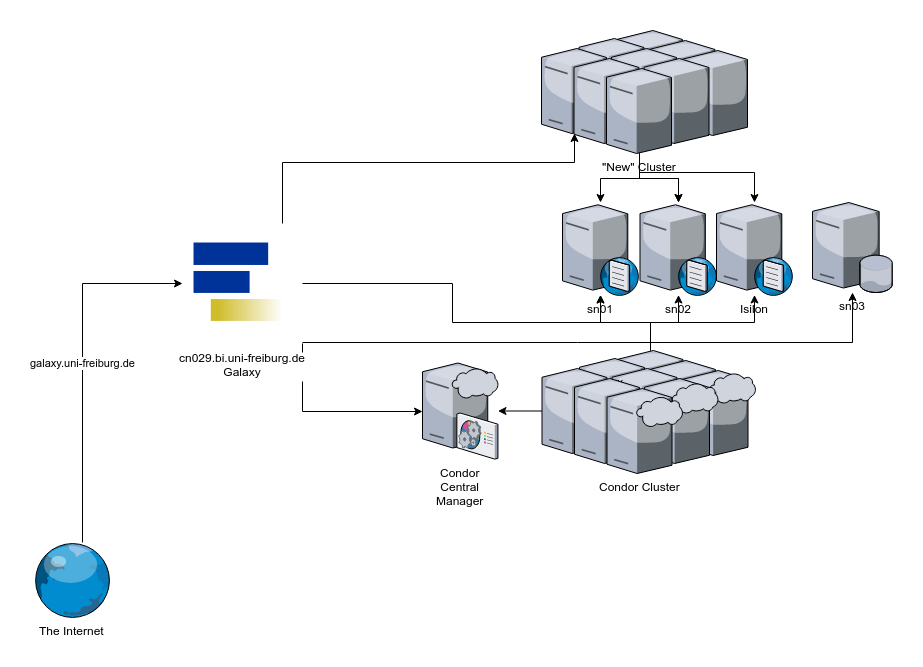 "New" Cluster
sn01
sn02
Isilon
sn03
galaxy.uni-freiburg.de
cn029.bi.uni-freiburg.de
Galaxy
Condor
Central
Manager
Condor Cluster
The Internet